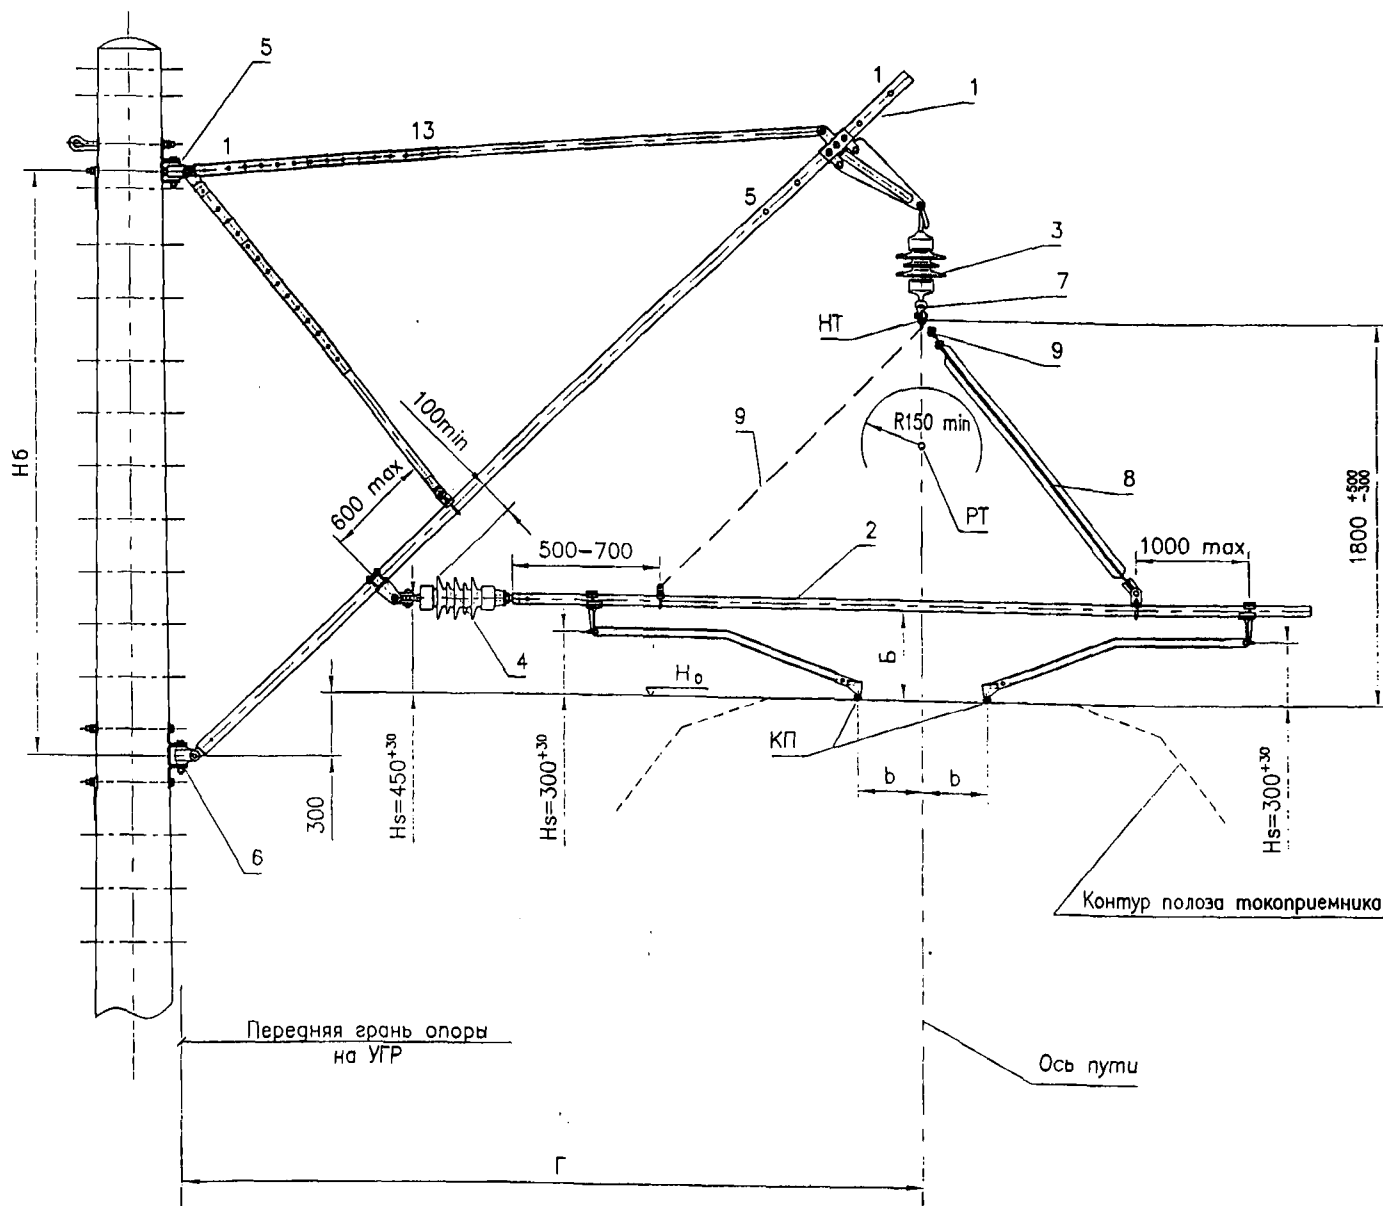 5
1
1
1
13
5
3
7
НТ
9
R150 min
9
100min
600 max
Нб
8
РТ
1800 +500 -300
500-700
2
1000 max
4
Б
Н₀
КП
b
b
300
Hs=450⁺³⁰
Hs=300⁺³⁰
Hs=300⁺³⁰
6
Контур полоза токоприемника
Передняя грань опоры
на УГР
Ось пути
Г